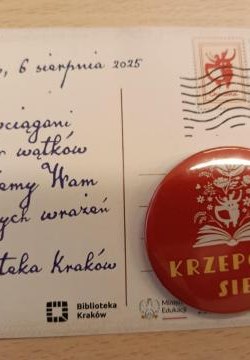 , 6 sierpnia 2025
wciągani
wątków
emy Wam
ych wrażeń
teka Kraków
Biblioteka
Kraków
Edukacji
KRZEPO
SIE